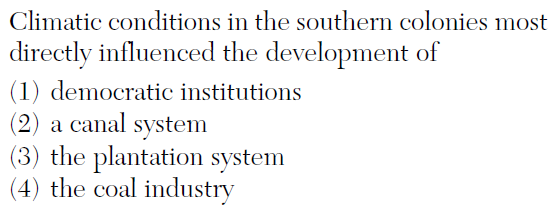 Climatic conditions in the southern colonies most
directly influenced the development of
(1) democratic institutions
(2) a canal system
(3) the plantation system
(4) the coal industry